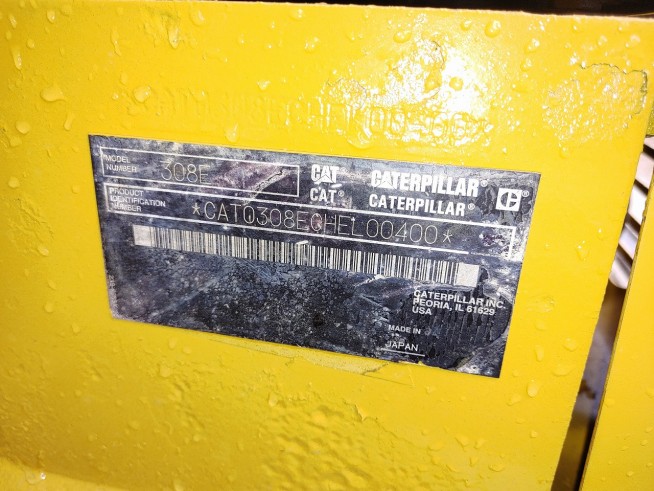 MODEL
NUMBER
308E
CAT CATERPILLAR®
CAT® CATERPILLAR®
C
PRODUCT
IDENTIFICATION
NUMBER
*CAT0308ECHEL00400*
CATERPILLAR INC.
PEORIA, IL 61629
USA
MADE IN
JAPAN